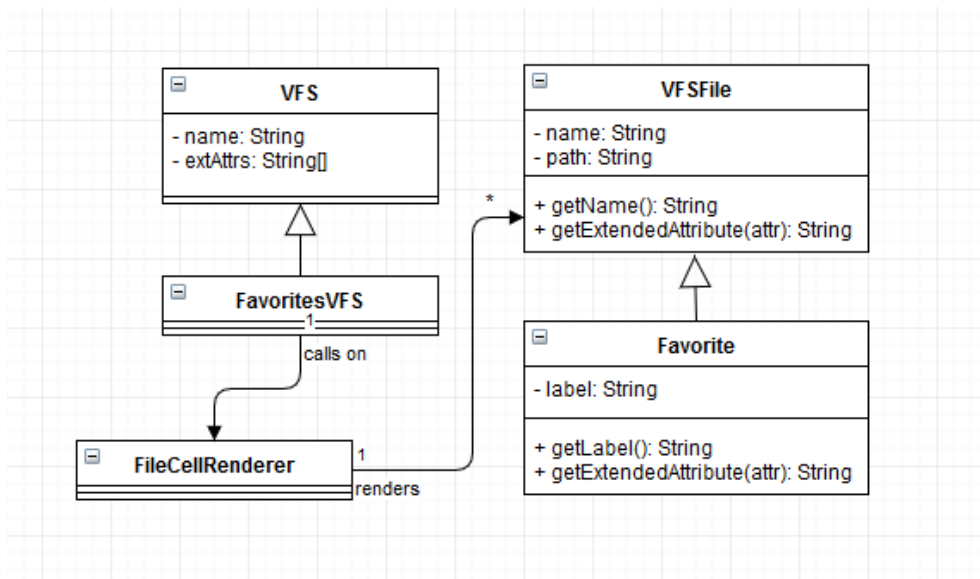 VFS
- name: String
- extAttrs: String[]
VFSFile
- name: String
- path: String
+ getName(): String
+ getExtendedAttribute(attr): String
*
FavoritesVFS
1
calls on
Favorite
- label: String
+ getLabel(): String
+ getExtendedAttribute(attr): String
FileCellRenderer
1
renders